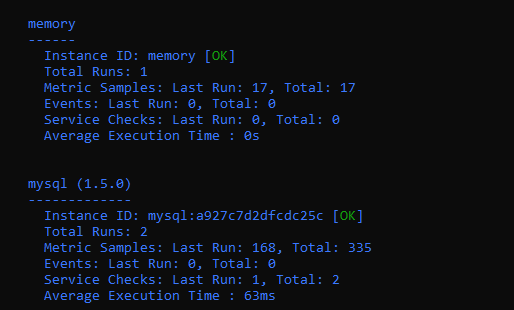 memory
------
Instance ID: memory [OK]
Total Runs: 1
Metric Samples: Last Run: 17, Total: 17
Events: Last Run: 0, Total: 0
Service Checks: Last Run: 0, Total: 0
Average Execution Time : 0s
mysql (1.5.0)
-------------
Instance ID: mysql:a927c7d2dfcdc25c [OK]
Total Runs: 2
Metric Samples: Last Run: 168, Total: 335
Events: Last Run: 0, Total: 0
Service Checks: Last Run: 1, Total: 2
Average Execution Time : 63ms